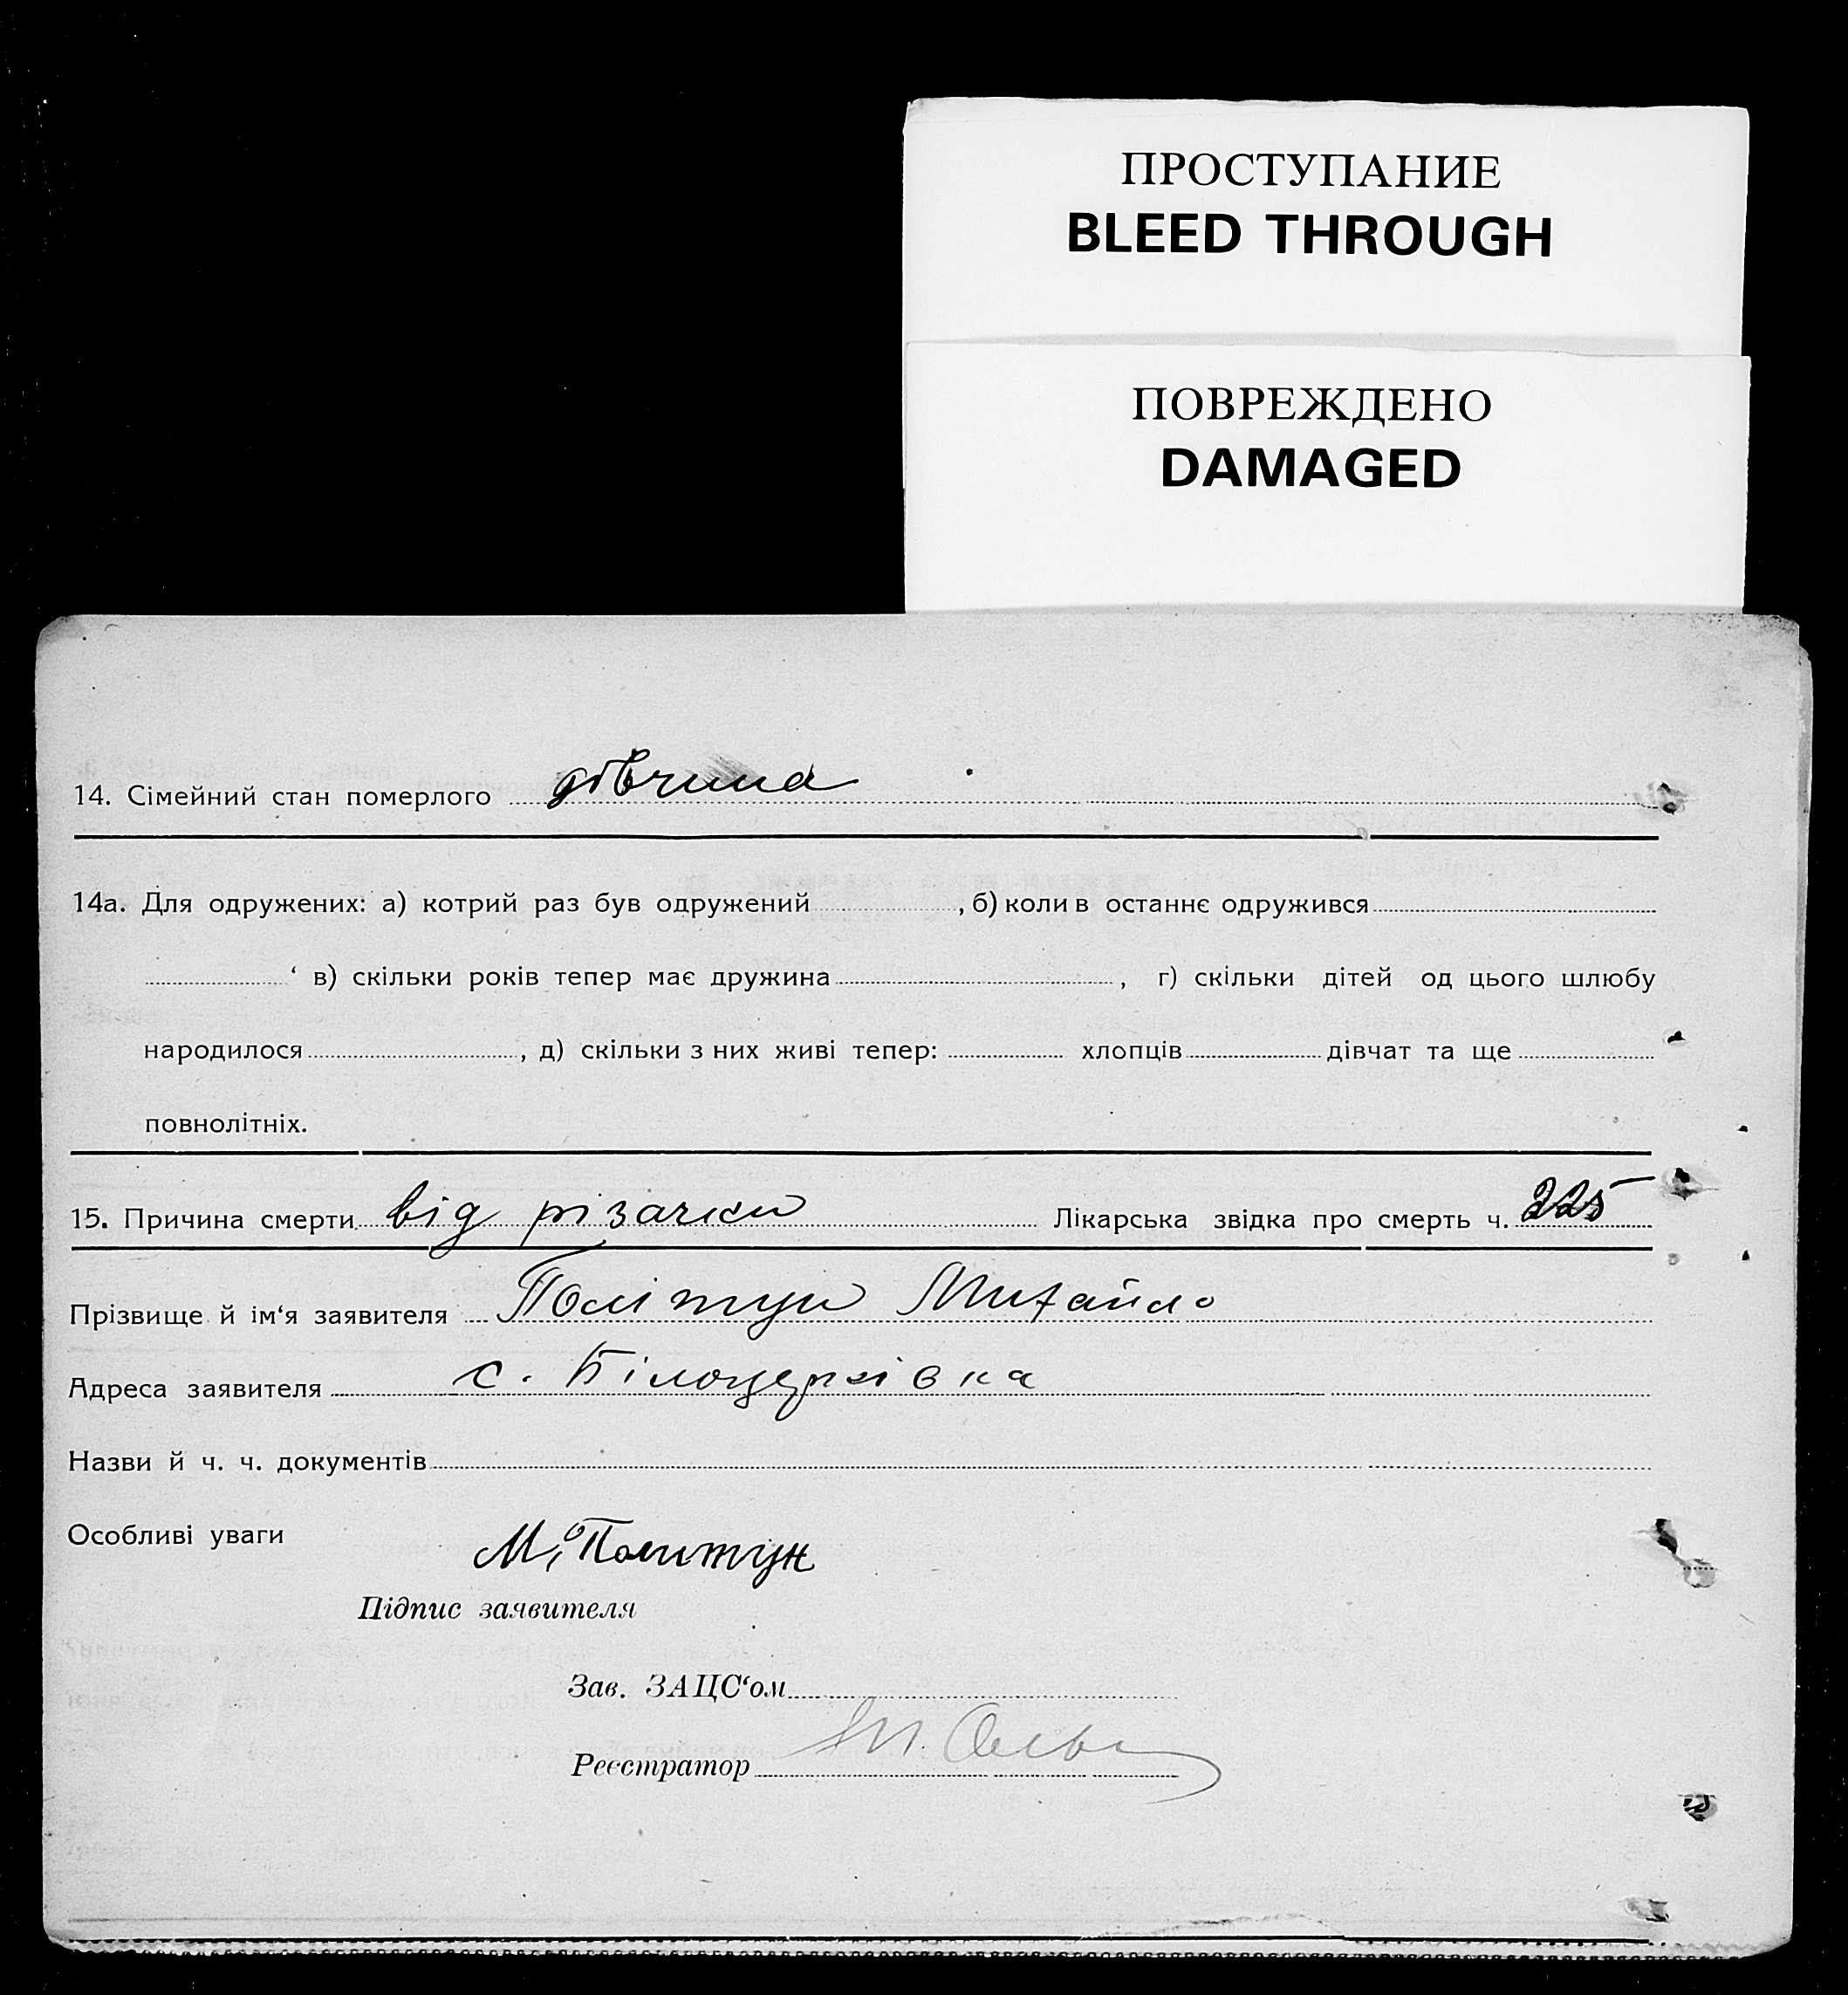 ПРОСТУПАНИЕ
BLEED THROUGH
ПОВРЕЖДЕНО
DAMAGED
14. Сімейний стан померлого дівчина
14а. Для одружених: а) котрий раз був одружений , б) коли в останнє одружився
‘ в) скільки років тепер має дружина , г) скільки дітей од цього шлюбу
народилося , д) скільки з них живі тепер: хлопців дівчат та ще
повнолітніх.
15. Причина смерти від різачки Лікарська звідка про смерть ч. 225
Прізвище й ім‘я заявителя Політун Михайло
Адреса заявителя с. Білоцерківка
Назви й ч. ч. документів
Особливі уваги
М. Политун
Підпис заявителя
Зав. ЗАЦС‘ом
Реєстратор